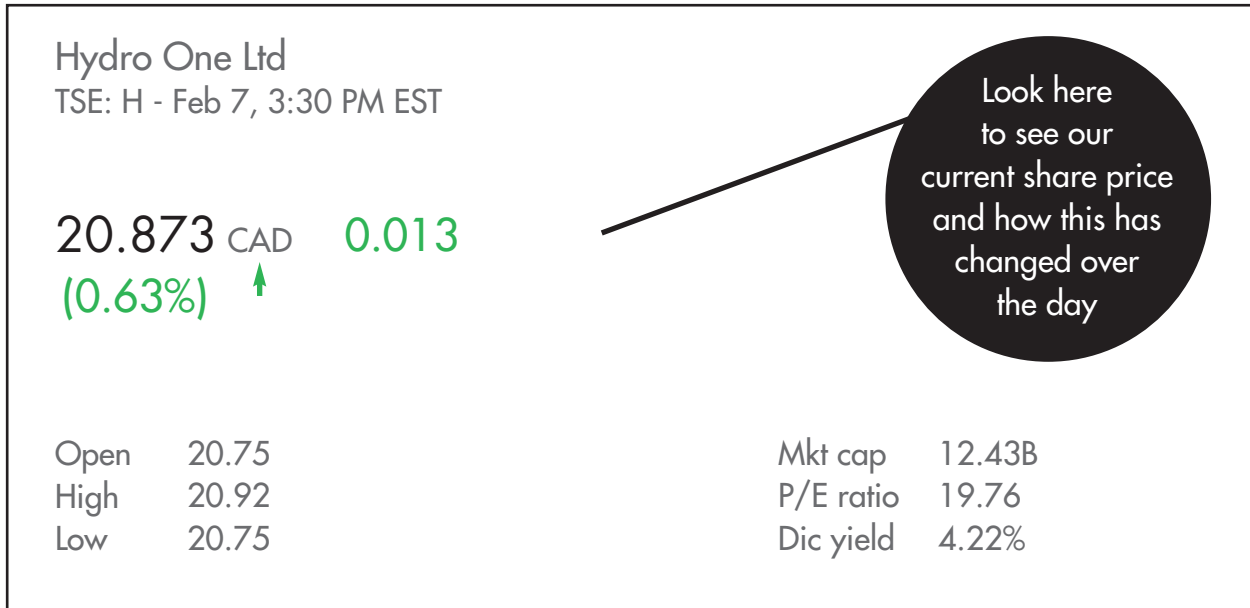 Hydro One Ltd
TSE: H - Feb 7, 3:30 PM EST
20.873 CAD 0.013
(0.63%)
Look here
to see our
current share price
and how this has
changed over
the day
Open 20.75
High 20.92
Low 20.75
Mkt cap 12.43B
P/E ratio 19.76
Dic yield 4.22%